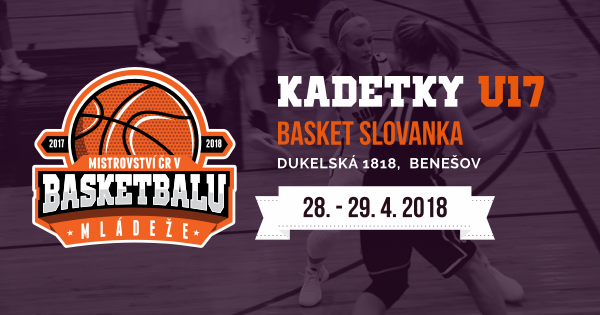 2017
2018
MISTROVSTVÍ ČR V
BASKETBALU
MLÁDEŽE
KADETKY U17
BASKET SLOVANKA
DUKELSKÁ 1818, BENEŠOV
28. - 29. 4. 2018